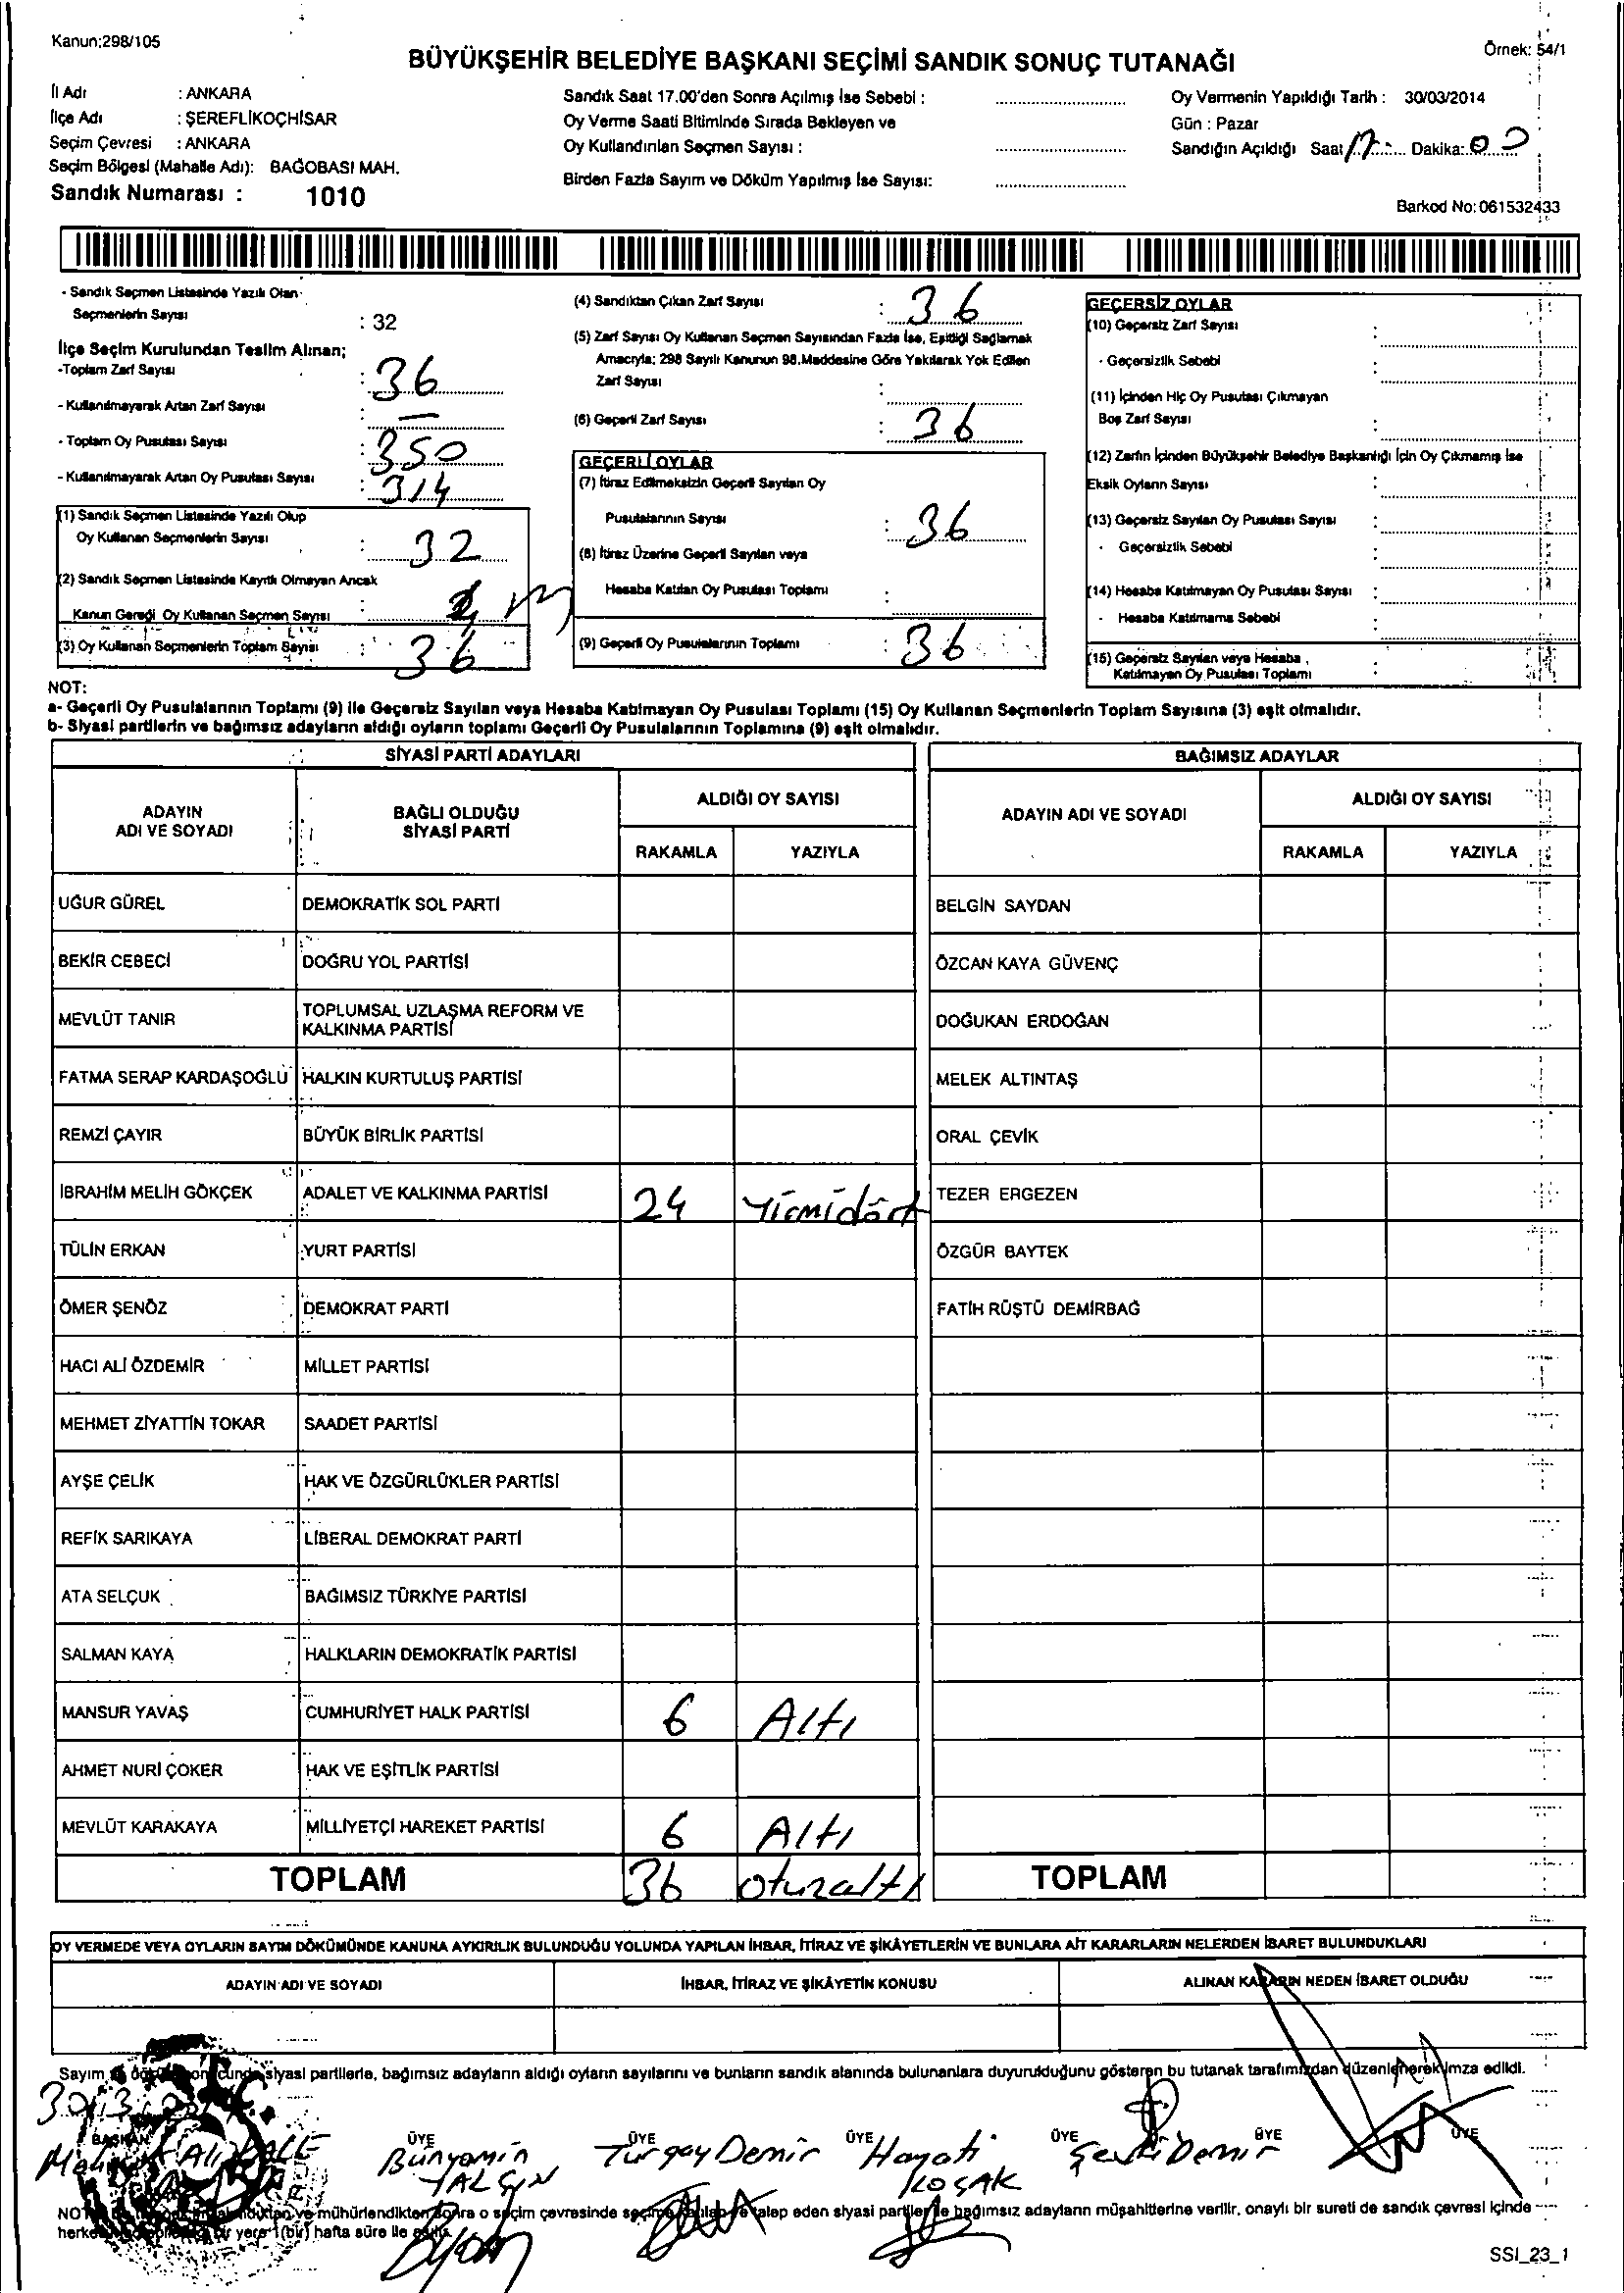 Kanun;298/105
Örnek: 54/1
BÜYÜKŞEHİR BELEDİYE BAŞKANI SEÇİMİ SANDIK SONUÇ TUTANAĞI
İl Adı : ANKARA
İlçe Adı : ŞEREFLİKOÇHİSAR
Seçim Çevresi : ANKARA
Seçim Bölgesi (Mahalle Adı): BAĞOBASI MAH.
Sandık Numarası : 1010
Sandık Saat 17.00'den Sonra Açılmış İse Sebebi :
Oy Verme Saati Bitiminde Sırada Bekleyen ve
Oy Kullandırılan Seçmen Sayısı :
Birden Fazla Sayım ve Döküm Yapılmış İse Sayısı:
Oy Vermenin Yapıldığı Tarih : 30/03/2014
Gün : Pazar
Sandığın Açıldığı Saat 17 Dakika: 00
Barkod No: 061532433
- Sandık Seçmen Listesinde Yazılı Olan
Seçmenlerin Sayısı : 32
İlçe Seçim Kurulundan Teslim Alınan;
-Toplam Zarf Sayısı : 36
- Kullanılmayarak Artan Zarf Sayısı : —
- Toplam Oy Pusulası Sayısı : 350
- Kullanılmayarak Artan Oy Pusulası Sayısı : 314
(1) Sandık Seçmen Listesinde Yazılı Olup
Oy Kullanan Seçmenlerin Sayısı : 32
(2) Sandık Seçmen Listesinde Kayıtlı Olmayan Ancak
Kanun Gereği Oy Kullanan Seçmen Sayısı :
(3) Oy Kullanan Seçmenlerin Toplam Sayısı : 36
(4) Sandıktan Çıkan Zarf Sayısı : 36
(5) Zarf Sayısı Oy Kullanan Seçmen Sayısından Fazla İse, Eşitliği Sağlamak
Amacıyla; 298 Sayılı Kanunun 98.Maddesine Göre Yakılarak Yok Edilen
Zarf Sayısı :
(6) Geçerli Zarf Sayısı : 36
GEÇERLİ OYLAR
(7) İtiraz Edilmeksizin Geçerli Sayılan Oy
Pusulalarının Sayısı : 36
(8) İtiraz Üzerine Geçerli Sayılan veya
Hesaba Katılan Oy Pusulası Toplamı :
(9) Geçerli Oy Pusulalarının Toplamı : 36
GEÇERSİZ OYLAR
(10) Geçersiz Zarf Sayısı :
- Geçersizlik Sebebi :
(11) İçinden Hiç Oy Pusulası Çıkmayan
Boş Zarf Sayısı :
(12) Zarfın İçinden Büyükşehir Belediye Başkanlığı İçin Oy Çıkmamış İse
Eksik Oyların Sayısı :
(13) Geçersiz Sayılan Oy Pusulası Sayısı :
- Geçersizlik Sebebi :
(14) Hesaba Katılmayan Oy Pusulası Sayısı :
- Hesaba Katılmama Sebebi :
(15) Geçersiz Sayılan veya Hesaba
Katılmayan Oy Pusulası Toplamı :
NOT:
a- Geçerli Oy Pusulalarının Toplamı (9) ile Geçersiz Sayılan veya Hesaba Katılmayan Oy Pusulası Toplamı (15) Oy Kullanan Seçmenlerin Toplam Sayısına (3) eşit olmalıdır.
b- Siyasi partilerin ve bağımsız adayların aldığı oyların toplamı Geçerli Oy Pusulalarının Toplamına (9) eşit olmalıdır.
SİYASİ PARTİ ADAYLARI
ADAYIN ADI VE SOYADI BAĞLI OLDUĞU SİYASİ PARTİ ALDIĞI OY SAYISI
RAKAMLA YAZIYLA
UĞUR GÜREL DEMOKRATİK SOL PARTİ
BEKİR CEBECİ DOĞRU YOL PARTİSİ
MEVLÜT TANIR TOPLUMSAL UZLAŞMA REFORM VE KALKINMA PARTİSİ
FATMA SERAP KARDAŞOĞLU HALKIN KURTULUŞ PARTİSİ
REMZİ ÇAYIR BÜYÜK BİRLİK PARTİSİ
İBRAHİM MELİH GÖKÇEK ADALET VE KALKINMA PARTİSİ 24 Yirmidört
TÜLİN ERKAN YURT PARTİSİ
ÖMER ŞENÖZ DEMOKRAT PARTİ
HACI ALİ ÖZDEMİR MİLLET PARTİSİ
MEHMET ZİYATTİN TOKAR SAADET PARTİSİ
AYŞE ÇELİK HAK VE ÖZGÜRLÜKLER PARTİSİ
REFİK SARIKAYA LİBERAL DEMOKRAT PARTİ
ATA SELÇUK BAĞIMSIZ TÜRKİYE PARTİSİ
SALMAN KAYA HALKLARIN DEMOKRATİK PARTİSİ
MANSUR YAVAŞ CUMHURİYET HALK PARTİSİ 6 Altı
AHMET NURİ ÇOKER HAK VE EŞİTLİK PARTİSİ
MEVLÜT KARAKAYA MİLLİYETÇİ HAREKET PARTİSİ 6 Altı
TOPLAM 36 otuzaltı
BAĞIMSIZ ADAYLAR
ADAYIN ADI VE SOYADI ALDIĞI OY SAYISI
RAKAMLA YAZIYLA
BELGİN SAYDAN
ÖZCAN KAYA GÜVENÇ
DOĞUKAN ERDOĞAN
MELEK ALTINTAŞ
ORAL ÇEVİK
TEZER ERGEZEN
ÖZGÜR BAYTEK
FATİH RÜŞTÜ DEMİRBAĞ
TOPLAM
OY VERMEDE VEYA OYLARIN SAYIM DÖKÜMÜNDE KANUNA AYKIRILIK BULUNDUĞU YOLUNDA YAPILAN İHBAR, İTİRAZ VE ŞİKÂYETLERİN VE BUNLARA AİT KARARLARIN NELERDEN İBARET BULUNDUKLARI
ADAYIN ADI VE SOYADI İHBAR, İTİRAZ VE ŞİKÂYETİN KONUSU ALINAN KARARIN NEDEN İBARET OLDUĞU
Sayım siyasi partilerle, bağımsız adayların aldığı oyların sayılarını ve bunların sandık alanında bulunanlara duyurulduğunu gösteren bu tutanak tarafımızdan düzenlenerek imza edildi.
BAŞKAN ÜYE ÜYE ÜYE ÜYE ÜYE ÜYE
Bünyamin YALÇIN Turgay Demir Hayati KOŞAK Şevki Demir
NOT: mühürlendikten sonra o seçim çevresinde talep eden siyasi partiler ile bağımsız adayların müşahitlerine verilir, onaylı bir sureti de sandık çevresi içinde
bir yere 1 (bir) hafta süre ile asılır.
SSI_23_1